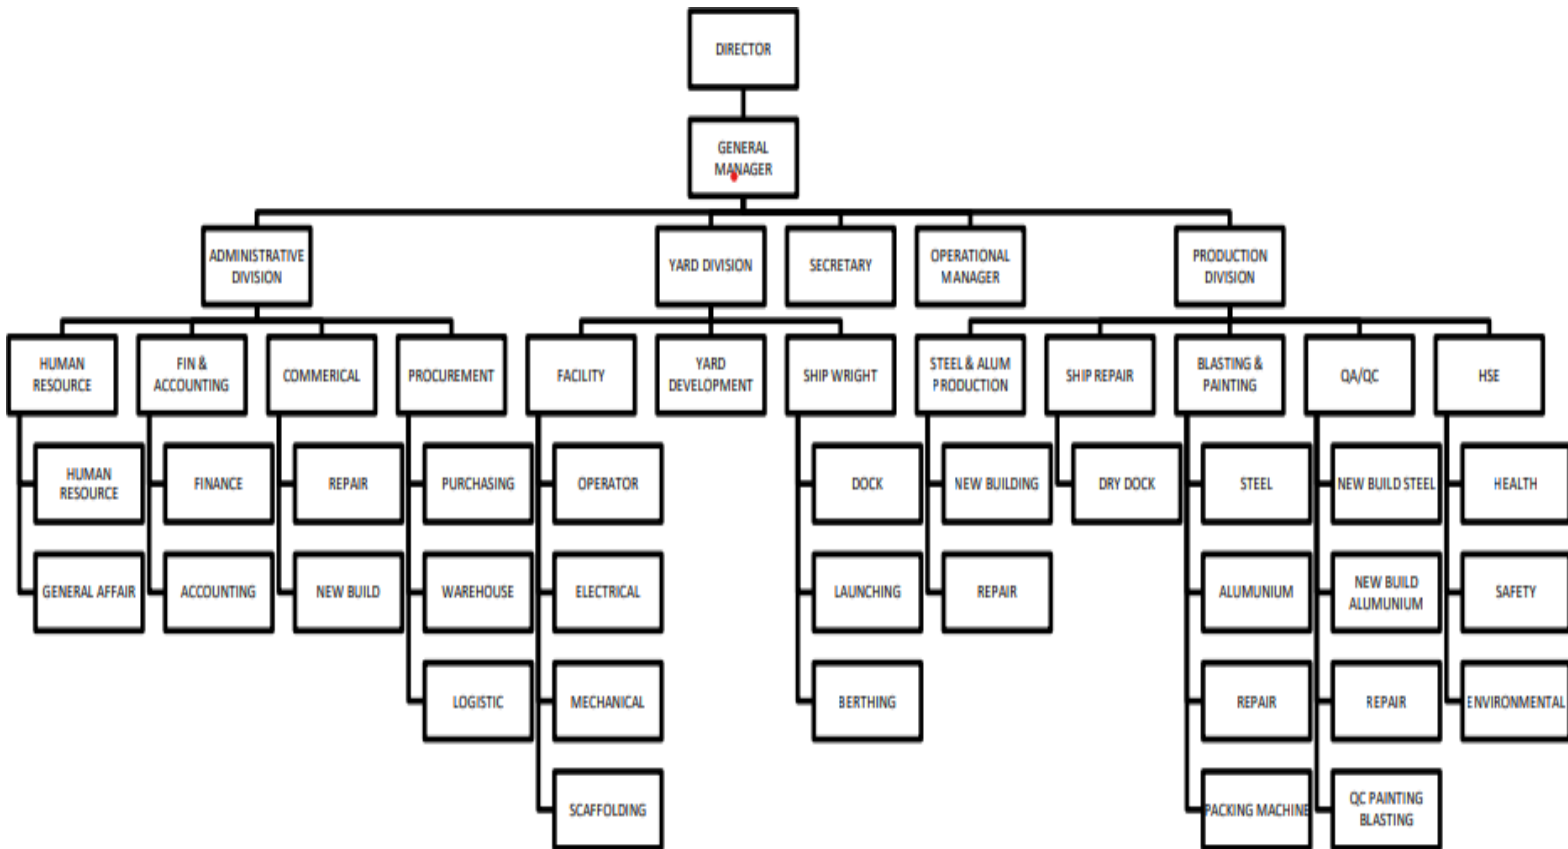 DIRECTOR
GENERAL
MANAGER
ADMINISTRATIVE
DIVISION
YARD DIVISION
SECRETARY
OPERATIONAL
MANAGER
PRODUCTION
DIVISION
HUMAN
RESOURCE
FIN &
ACCOUNTING
COMMERICAL
PROCUREMENT
FACILITY
YARD
DEVELOPMENT
SHIP WRIGHT
STEEL & ALUM
PRODUCTION
SHIP REPAIR
BLASTING &
PAINTING
QA/QC
HSE
HUMAN
RESOURCE
FINANCE
REPAIR
PURCHASING
OPERATOR
DOCK
NEW BUILDING
DRY DOCK
STEEL
NEW BUILD STEEL
HEALTH
GENERAL AFFAIR
ACCOUNTING
NEW BUILD
WAREHOUSE
ELECTRICAL
LAUNCHING
REPAIR
ALUMUNIUM
NEW BUILD
ALUMUNIUM
SAFETY
LOGISTIC
MECHANICAL
BERTHING
REPAIR
REPAIR
ENVIRONMENTAL
SCAFFOLDING
PACKING MACHINE
QC PAINTING
BLASTING